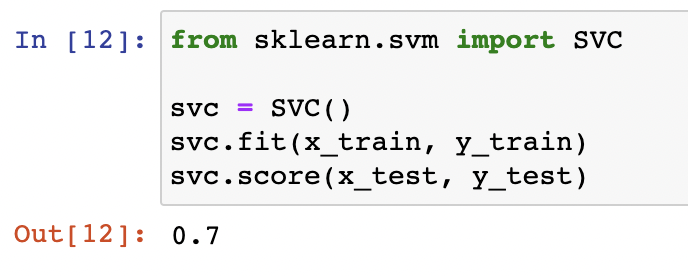 In [12]: from sklearn.svm import SVC
svc = SVC()
svc.fit(x_train, y_train)
svc.score(x_test, y_test)
Out[12]: 0.7